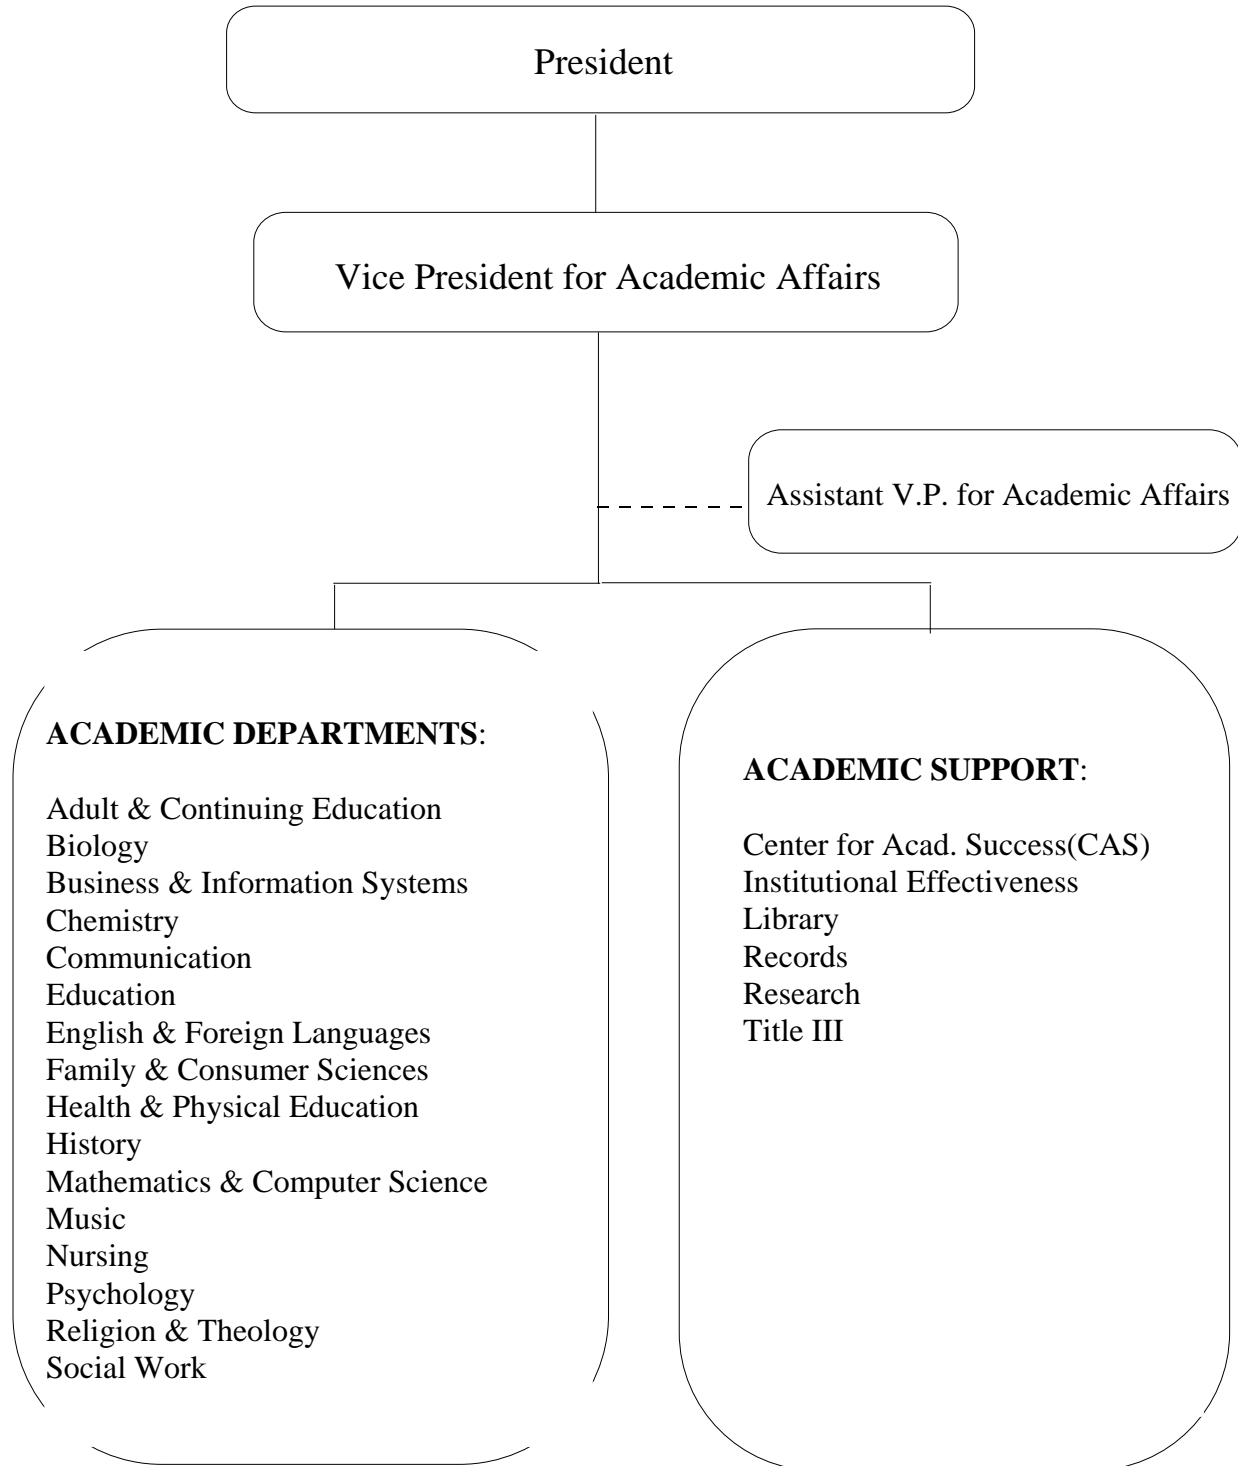 President
Vice President for Academic Affairs
Assistant V.P. for Academic Affairs
ACADEMIC DEPARTMENTS:
Adult & Continuing Education
Biology
Business & Information Systems
Chemistry
Communication
Education
English & Foreign Languages
Family & Consumer Sciences
Health & Physical Education
History
Mathematics & Computer Science
Music
Nursing
Psychology
Religion & Theology
Social Work
ACADEMIC SUPPORT:
Center for Acad. Success(CAS)
Institutional Effectiveness
Library
Records
Research
Title III